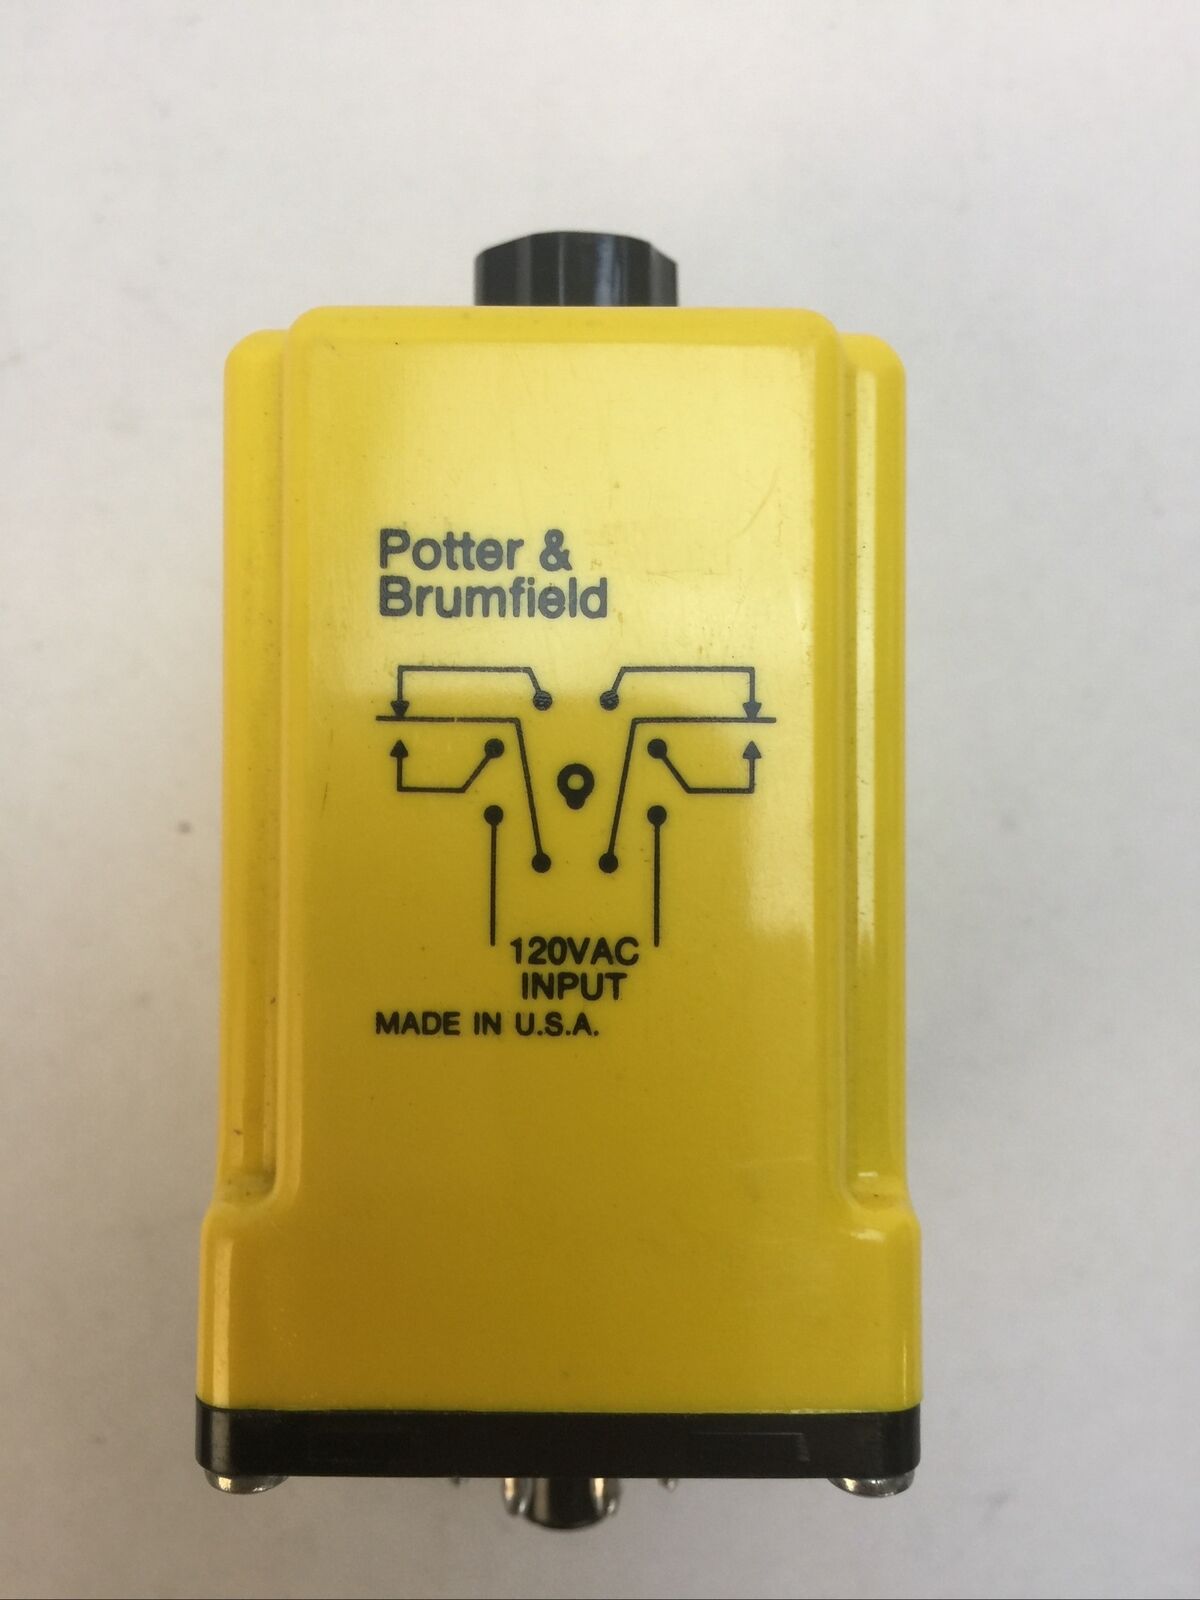 Potter &
Brumfield
120VAC
INPUT
MADE IN U.S.A.